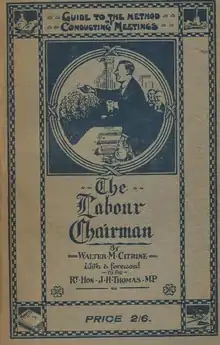 GUIDE TO THE METHOD
OF
CONDUCTING MEETINGS
The
Labour
Chairman
By
WALTER·M·CITRINE
With a foreword
by the
RT·HON·J·H·THOMAS·MP
PRICE 2/6.